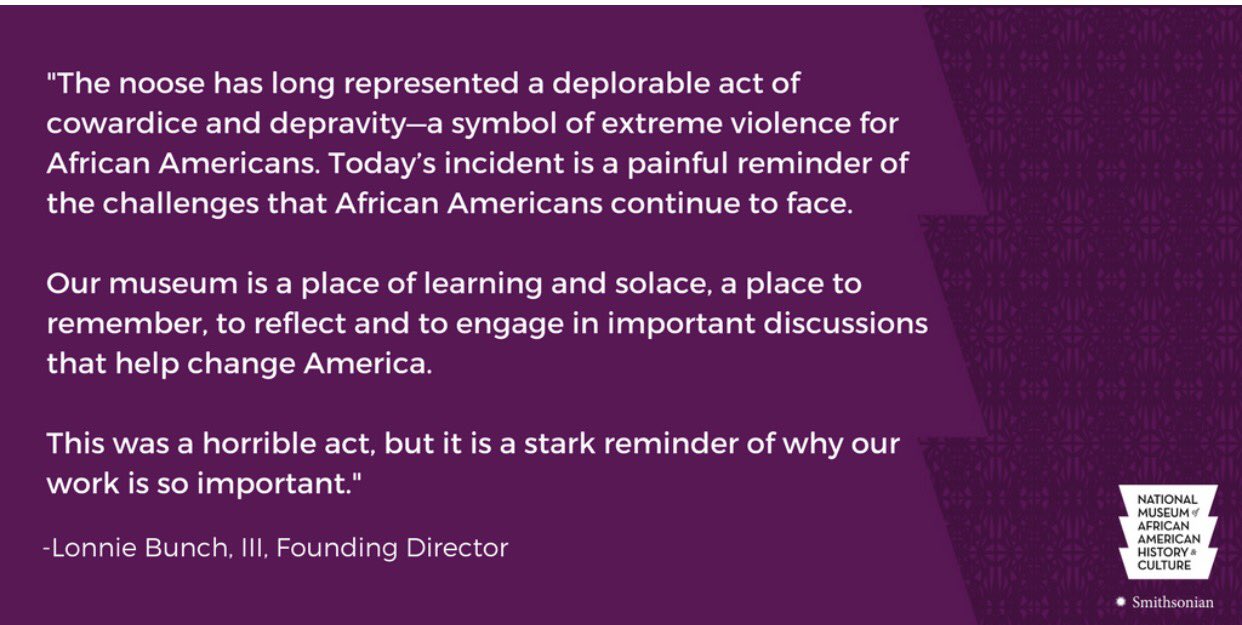 "The noose has long represented a deplorable act of
cowardice and depravity—a symbol of extreme violence for
African Americans. Today's incident is a painful reminder of
the challenges that African Americans continue to face.
Our museum is a place of learning and solace, a place to
remember, to reflect and to engage in important discussions
that help change America.
This was a horrible act, but it is a stark reminder of why our
work is so important."
-Lonnie Bunch, III, Founding Director
NATIONAL
MUSEUM of
AFRICAN
AMERICAN
HISTORY &
CULTURE
Smithsonian